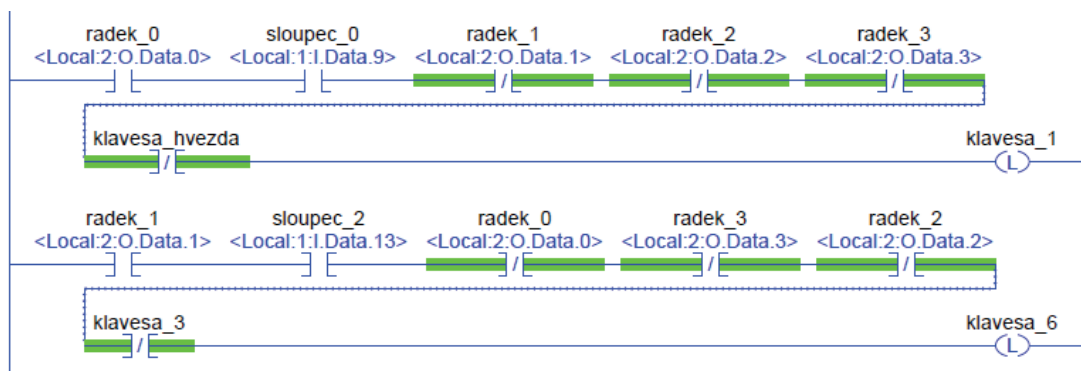 radek_0 sloupec_0 radek_1 radek_2 radek_3
<Local:2:O.Data.0> <Local:1:I.Data.9> <Local:2:O.Data.1> <Local:2:O.Data.2> <Local:2:O.Data.3>
/ / /
klavesa_hvezda klavesa_1
/ L
radek_1 sloupec_2 radek_0 radek_3 radek_2
<Local:2:O.Data.1> <Local:1:I.Data.13> <Local:2:O.Data.0> <Local:2:O.Data.3> <Local:2:O.Data.2>
/ / /
klavesa_3 klavesa_6
/ L